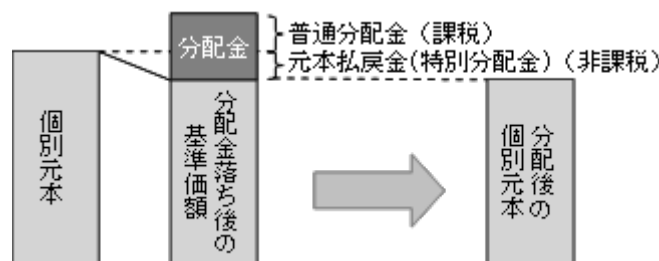 分配金
普通分配金（課税）
元本払戻金(特別分配金)（非課税）
個別元本
分配金落ち後の
基準価額
分配後の
個別元本